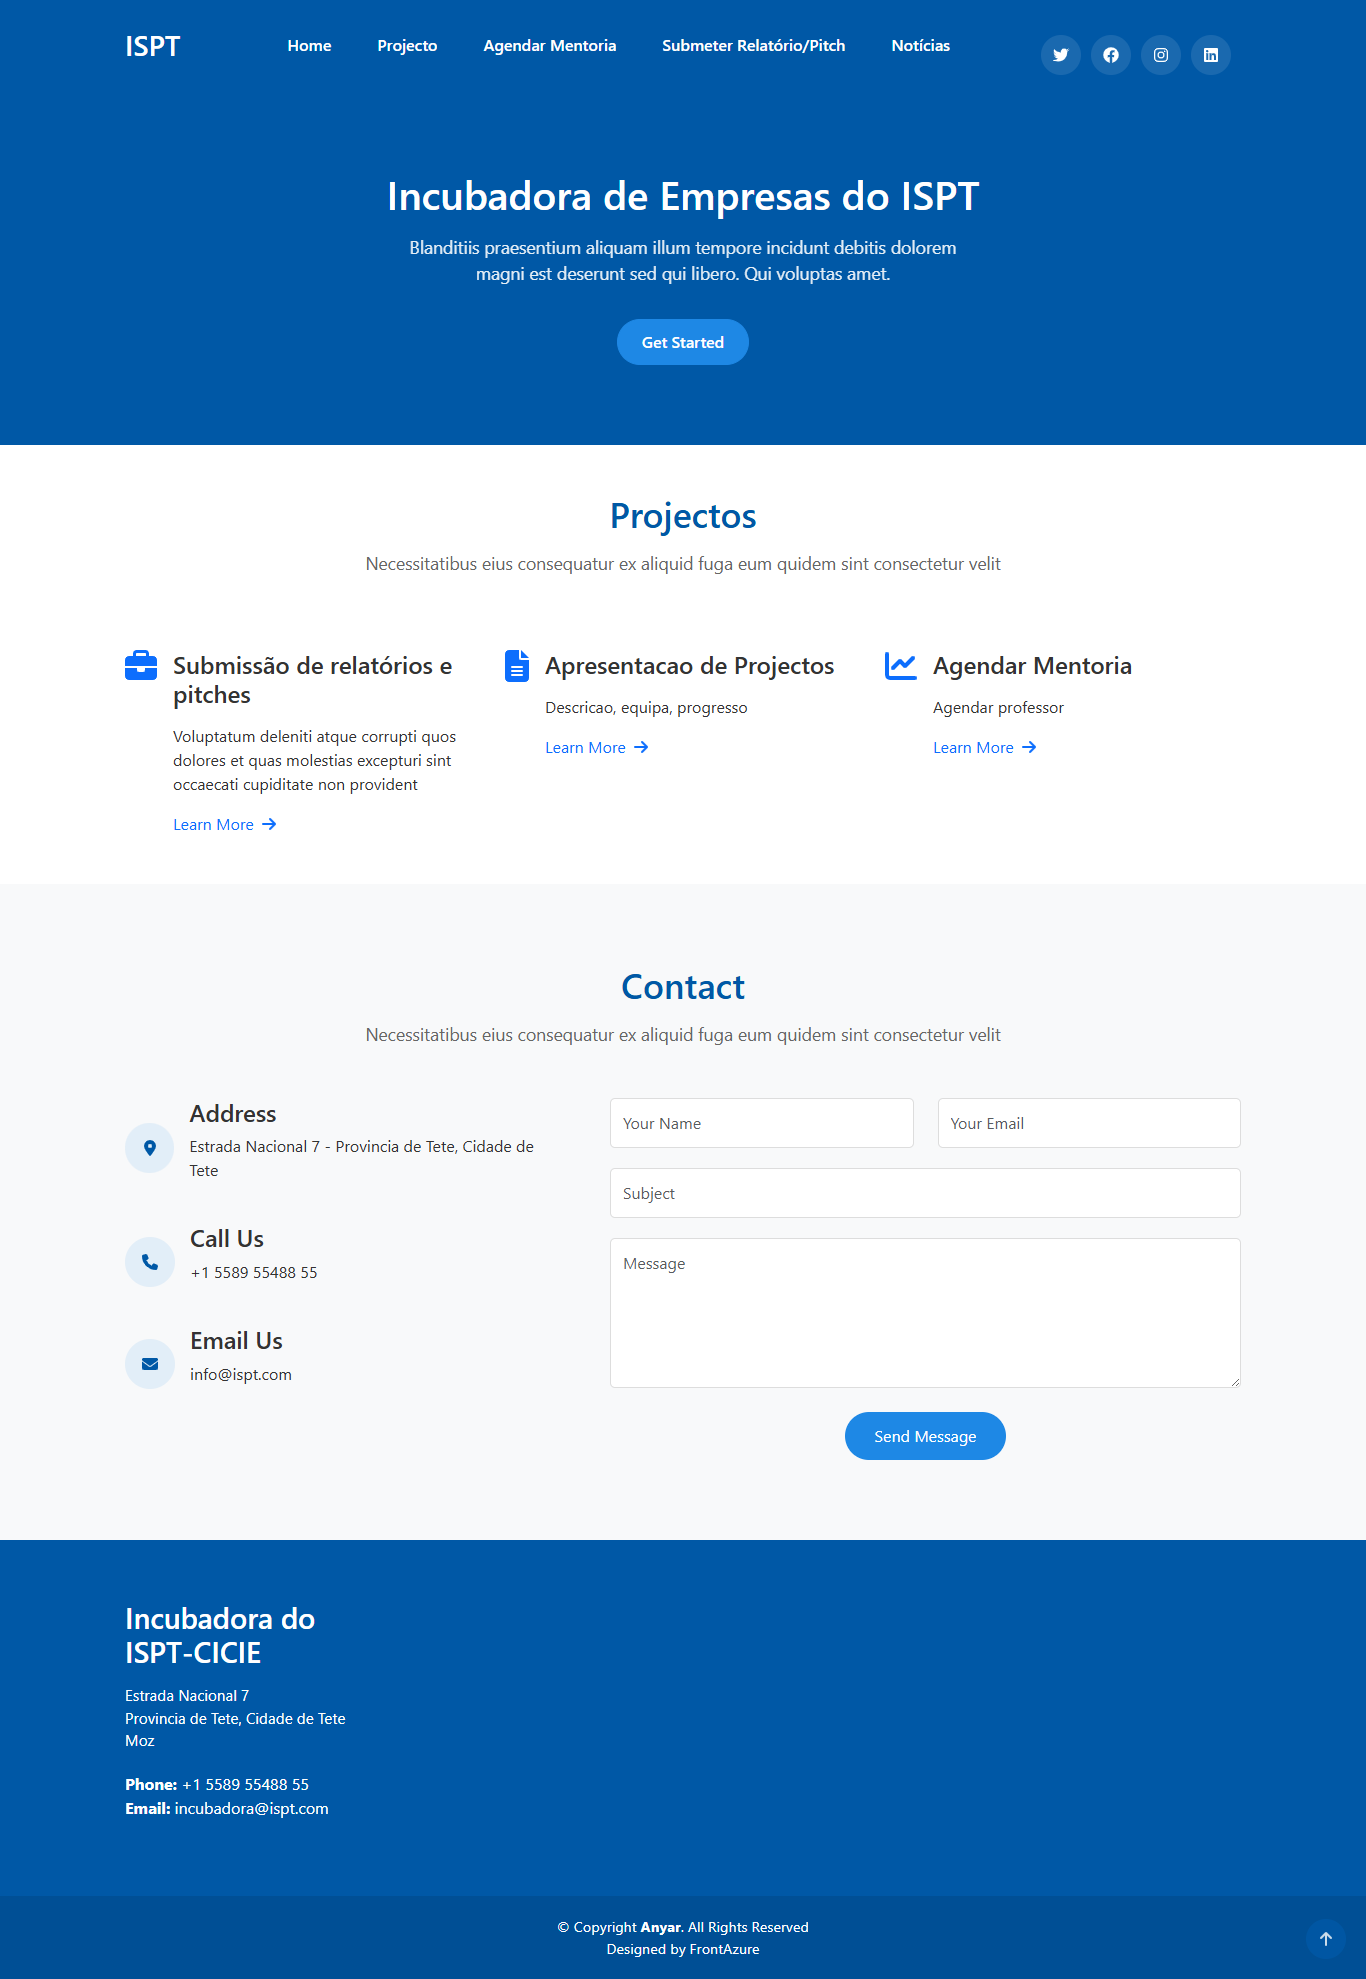 ISPT
Home
Projecto
Agendar Mentoria
Submeter Relatório/Pitch
Notícias
Incubadora de Empresas do ISPT
Blanditiis praesentium aliquam illum tempore incidunt debitis dolorem
magni est deserunt sed qui libero. Qui voluptas amet.
Get Started
Projectos
Necessitatibus eius consequatur ex aliquid fuga eum quidem sint consectetur velit
Submissão de relatórios e
pitches
Voluptatum deleniti atque corrupti quos
dolores et quas molestias excepturi sint
occaecati cupiditate non provident
Learn More
Apresentacao de Projectos
Descricao, equipa, progresso
Learn More
Agendar Mentoria
Agendar professor
Learn More
Contact
Necessitatibus eius consequatur ex aliquid fuga eum quidem sint consectetur velit
Address
Estrada Nacional 7 - Provincia de Tete, Cidade de
Tete
Call Us
+1 5589 55488 55
Email Us
info@ispt.com
Your Name
Your Email
Subject
Message
Send Message
Incubadora do
ISPT-CICIE
Estrada Nacional 7
Provincia de Tete, Cidade de Tete
Moz
Phone: +1 5589 55488 55
Email: incubadora@ispt.com
© Copyright Anyar. All Rights Reserved
Designed by FrontAzure